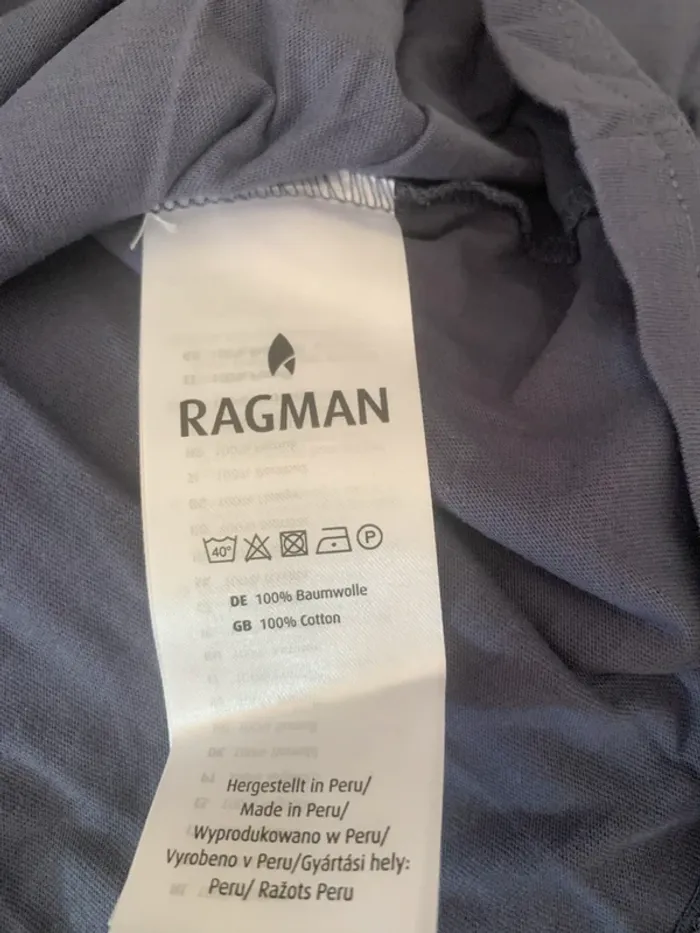 RAGMAN
40°
P
DE 100% Baumwolle
GB 100% Cotton
Hergestellt in Peru/
Made in Peru/
Wyprodukowano w Peru/
Vyrobeno v Peru/Gyártási hely:
Peru/ Ražots Peru